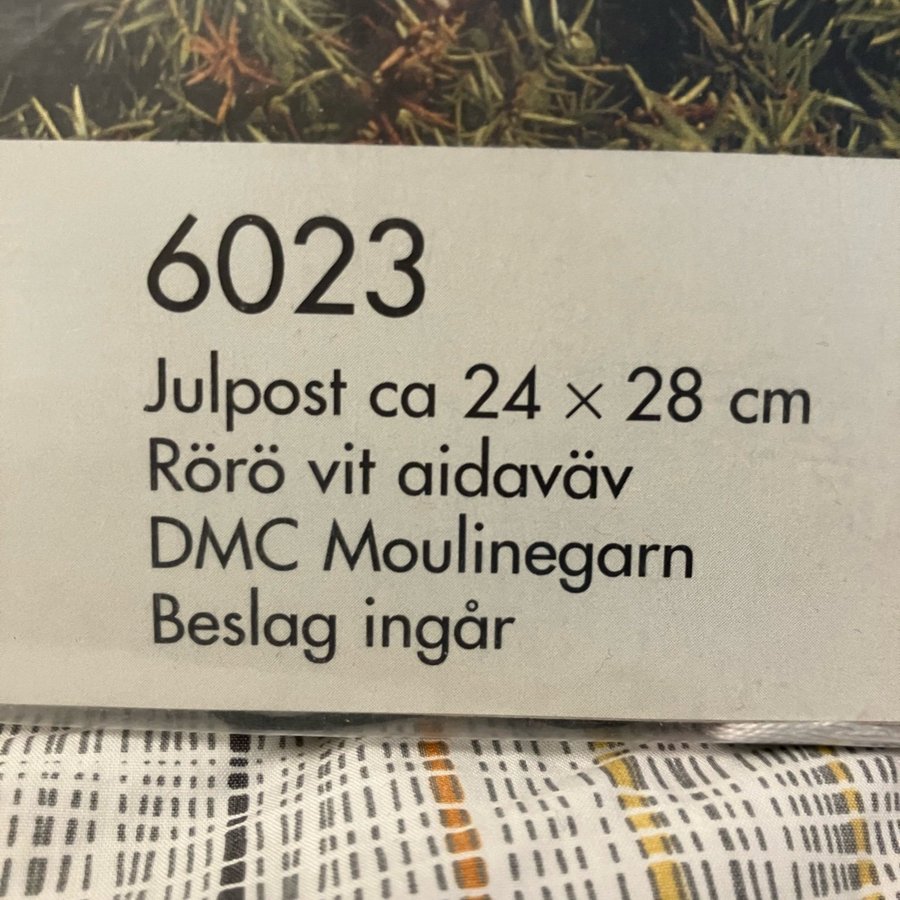 6023
Julpost ca 24 × 28 cm
Rörö vit aidaväv
DMC Moulinegarn
Beslag ingår